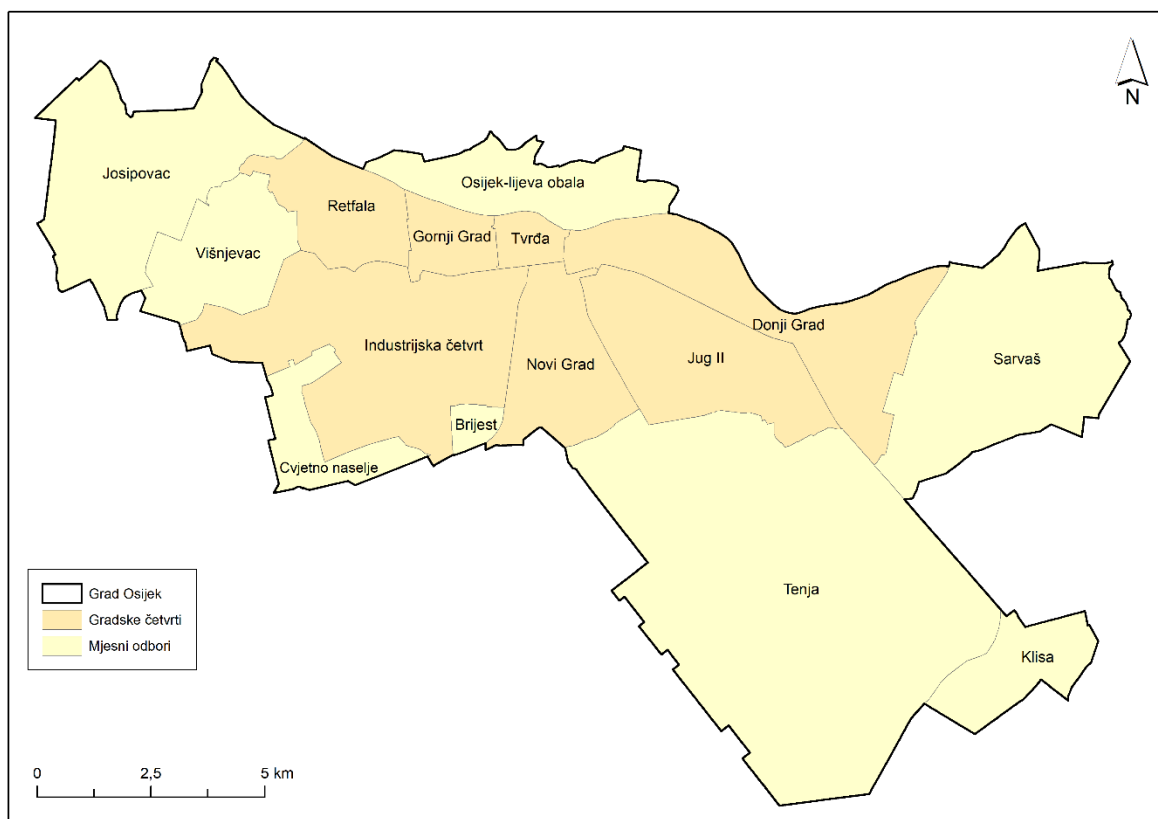 N
Josipovac
Osijek-lijeva obala
Retfala
Gornji Grad
Tvrđa
Višnjevac
Donji Grad
Industrijska četvrt
Novi Grad
Jug II
Sarvaš
Brijest
Cvjetno naselje
Tenja
Klisa
Grad Osijek
Gradske četvrti
Mjesni odbori
0 2,5 5 km